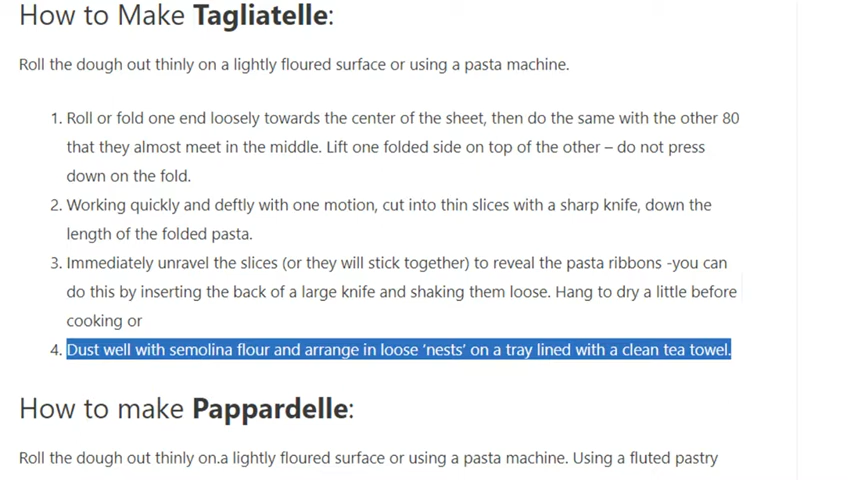 How to Make Tagliatelle:
Roll the dough out thinly on a lightly floured surface or using a pasta machine.
1. Roll or fold one end loosely towards the center of the sheet, then do the same with the other 80
that they almost meet in the middle. Lift one folded side on top of the other – do not press
down on the fold.
2. Working quickly and deftly with one motion, cut into thin slices with a sharp knife, down the
length of the folded pasta.
3. Immediately unravel the slices (or they will stick together) to reveal the pasta ribbons -you can
do this by inserting the back of a large knife and shaking them loose. Hang to dry a little before
cooking or
4. Dust well with semolina flour and arrange in loose ‘nests’ on a tray lined with a clean tea towel.
How to make Pappardelle:
Roll the dough out thinly on.a lightly floured surface or using a pasta machine. Using a fluted pastry